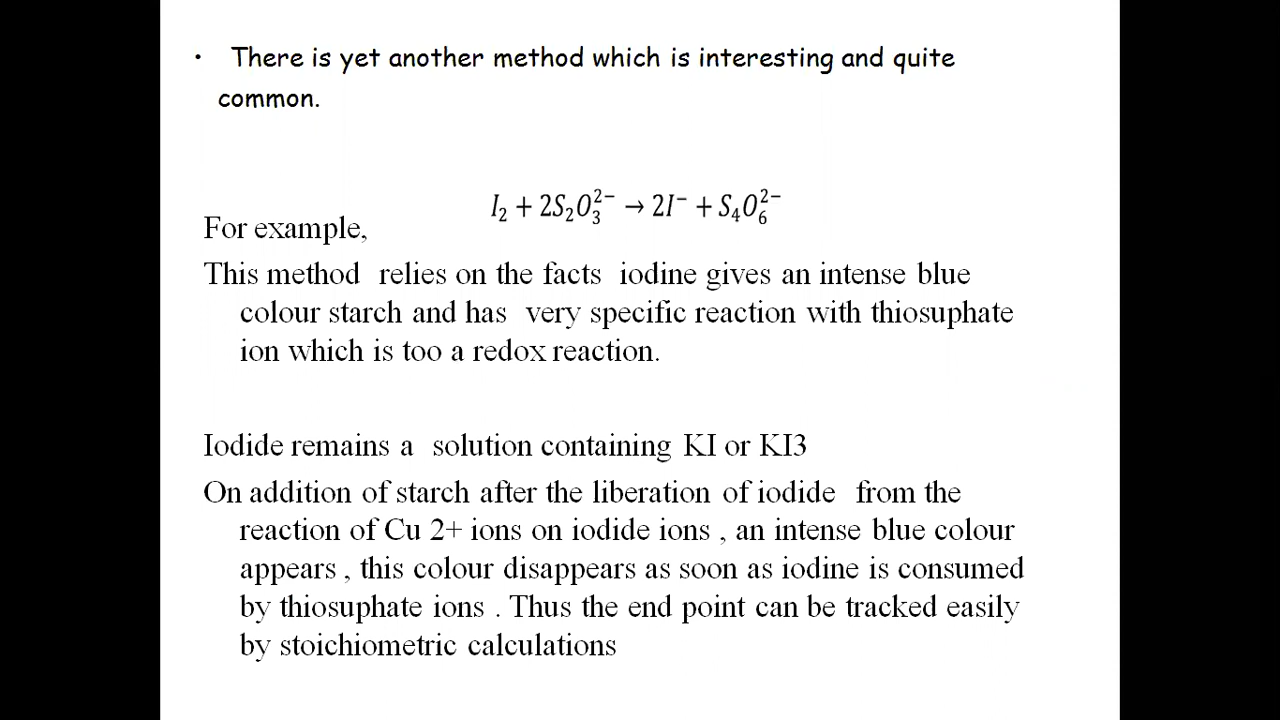 • There is yet another method which is interesting and quite
common.
I₂ + 2S₂O₃²⁻ → 2I⁻ + S₄O₆²⁻
For example,
This method relies on the facts iodine gives an intense blue
colour starch and has very specific reaction with thiosuphate
ion which is too a redox reaction.
Iodide remains a solution containing KI or KI3
On addition of starch after the liberation of iodide from the
reaction of Cu 2+ ions on iodide ions , an intense blue colour
appears , this colour disappears as soon as iodine is consumed
by thiosuphate ions . Thus the end point can be tracked easily
by stoichiometric calculations